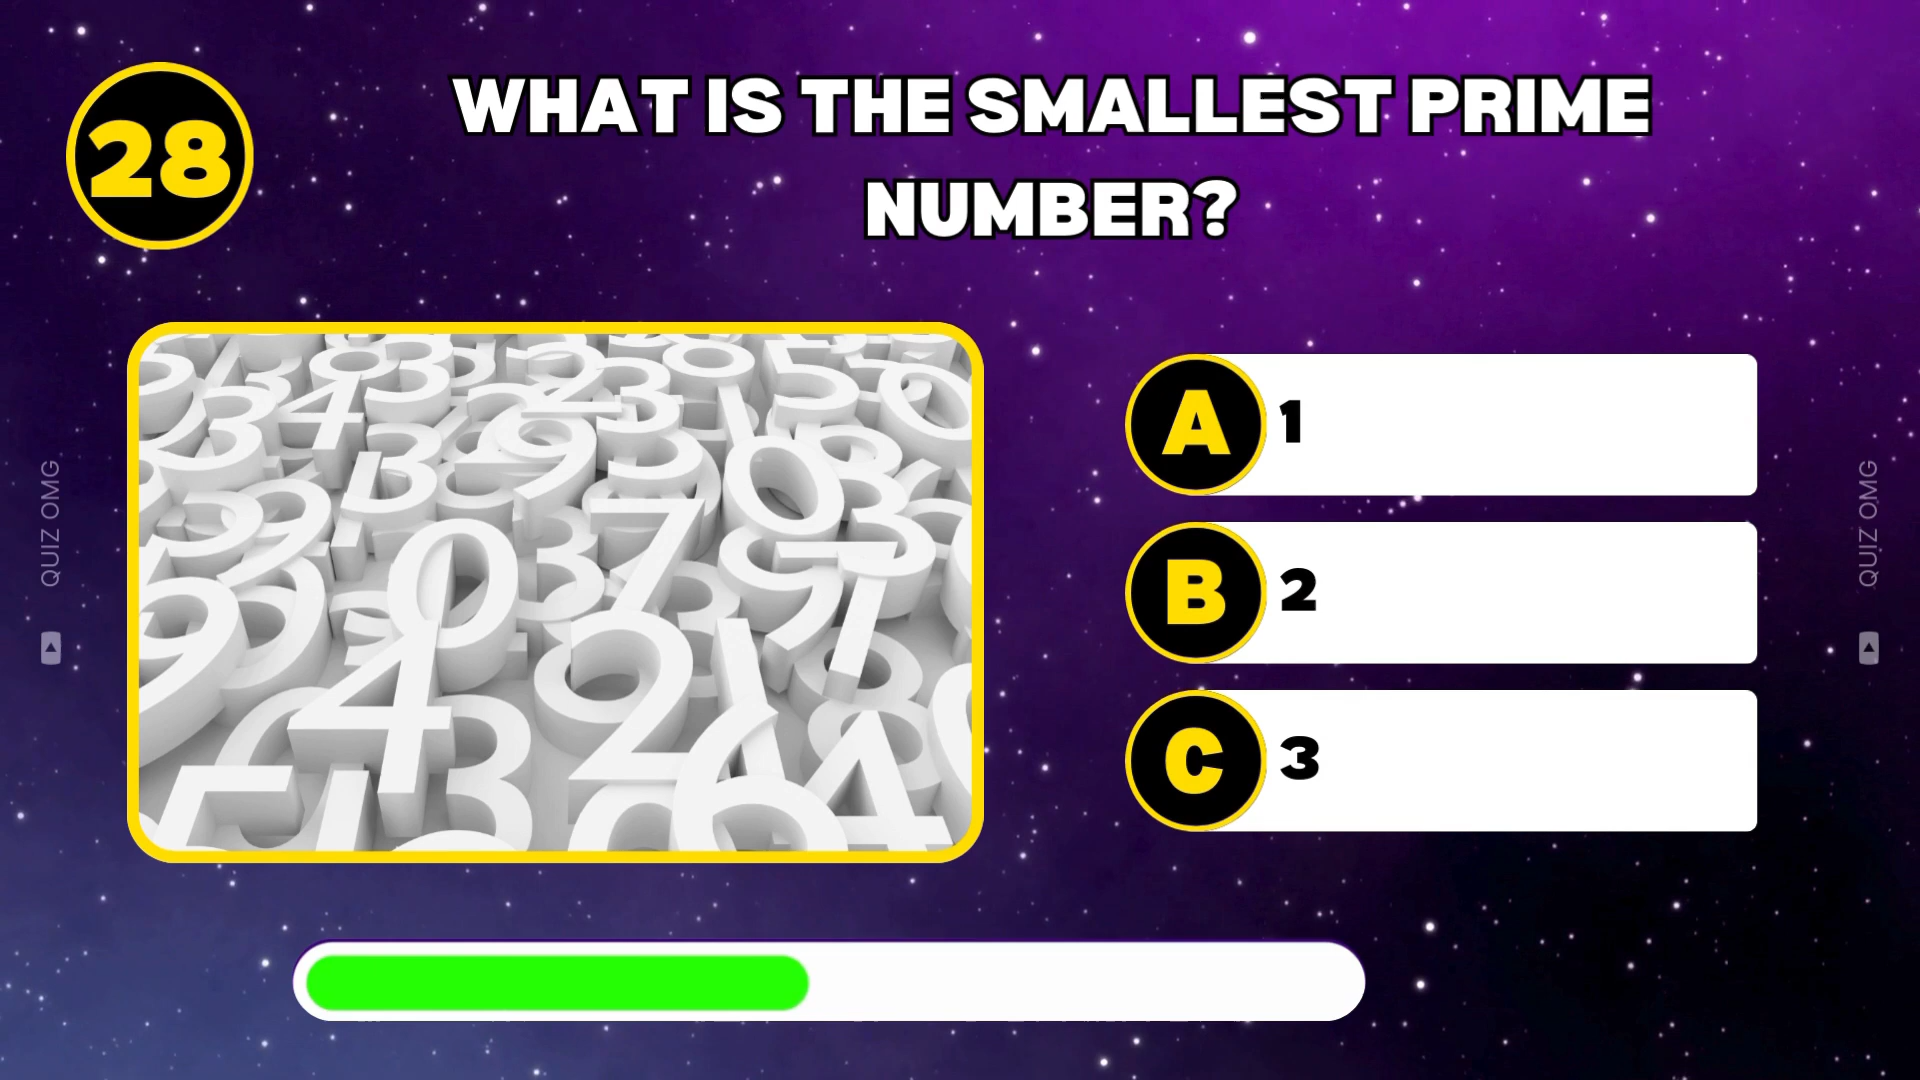 28
WHAT IS THE SMALLEST PRIME
NUMBER?
A 1
B 2
C 3
QUIZ OMG
QUIZ OMG